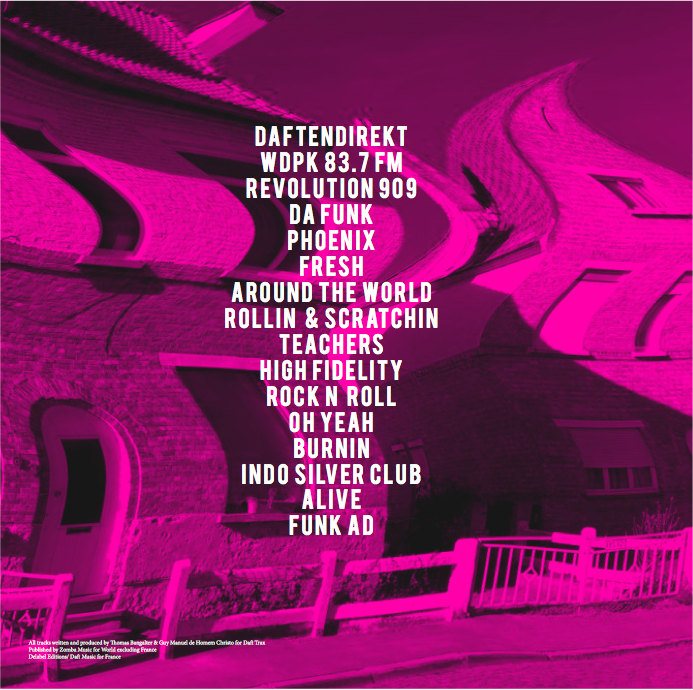 DAFTENDIREKT
WDPK 83.7 FM
REVOLUTION 909
DA FUNK
PHOENIX
FRESH
AROUND THE WORLD
ROLLIN & SCRATCHIN
TEACHERS
HIGH FIDELITY
ROCK N ROLL
OH YEAH
BURNIN
INDO SILVER CLUB
ALIVE
FUNK AD
All tracks written and produced by Thomas Bangalter & Guy Manuel de Homem Christo for Daft Trax
Published by Zomba Music for World excluding France
Delabel Editions/ Daft Music for France